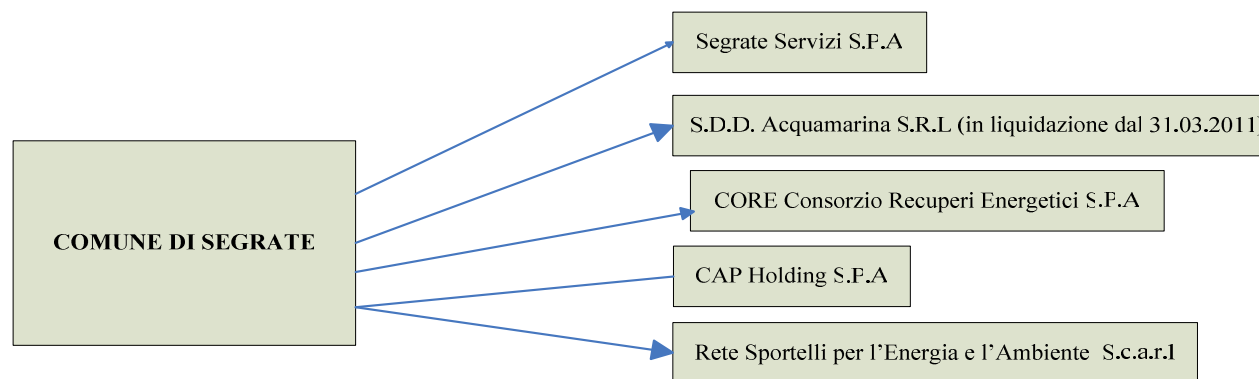 Segrate Servizi S.P.A
S.D.D. Acquamarina S.R.L (in liquidazione dal 31.03.2011)
CORE Consorzio Recuperi Energetici S.P.A
COMUNE DI SEGRATE
CAP Holding S.P.A
Rete Sportelli per l’Energia e l’Ambiente S.c.a.r.l